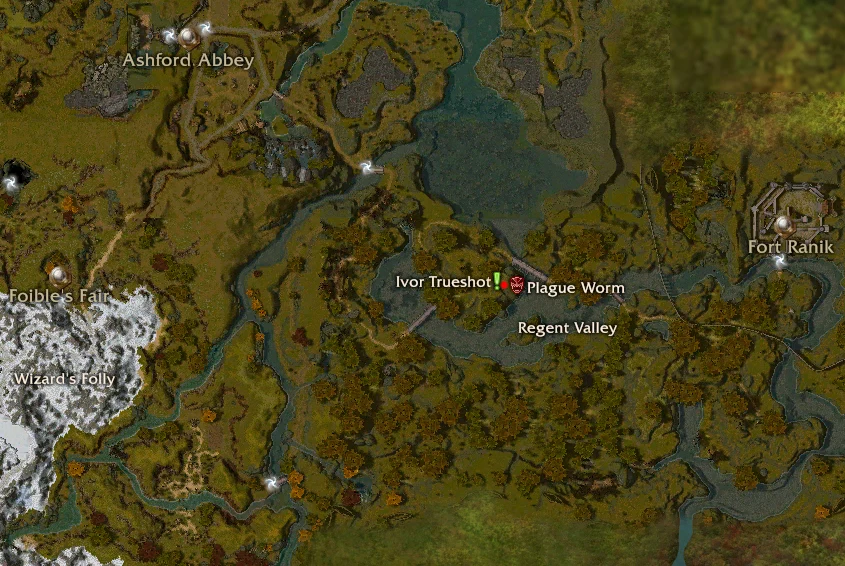 Ashford Abbey
Fort Ranik
Ivor Trueshot
Plague Worm
Foible's Fair
Regent Valley
Wizard's Folly